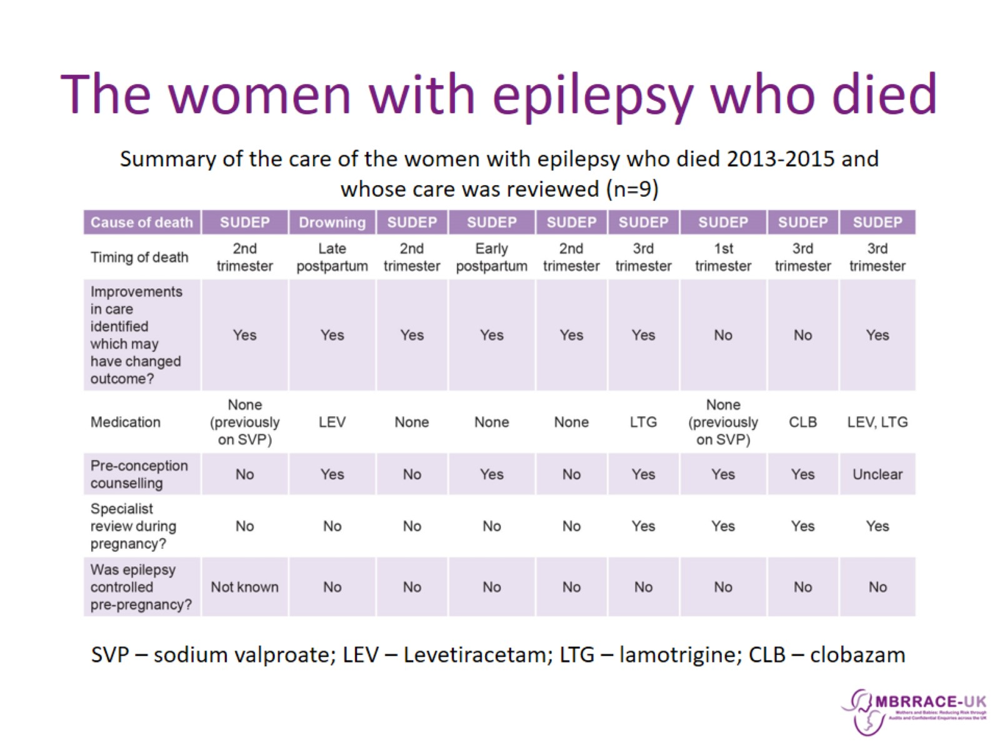 The women with epilepsy who died
Summary of the care of the women with epilepsy who died 2013-2015 and
whose care was reviewed (n=9)
Cause of death SUDEP Drowning SUDEP SUDEP SUDEP SUDEP SUDEP SUDEP SUDEP
Timing of death 2nd trimester Late postpartum 2nd trimester Early postpartum 2nd trimester 3rd trimester 1st trimester 3rd trimester 3rd trimester
Improvements
in care
identified
which may
have changed
outcome? Yes Yes Yes Yes Yes Yes No No Yes
Medication None (previously on SVP) LEV None None None LTG None (previously on SVP) CLB LEV, LTG
Pre-conception
counselling No Yes No Yes No Yes Yes Yes Unclear
Specialist
review during
pregnancy? No No No No No Yes Yes Yes Yes
Was epilepsy
controlled
pre-pregnancy? Not known No No No No No No No No
SVP – sodium valproate; LEV – Levetiracetam; LTG – lamotrigine; CLB – clobazam
MBRRACE-UK
Mothers and Babies: Reducing Risk through
Audits and Confidential Enquiries across the UK